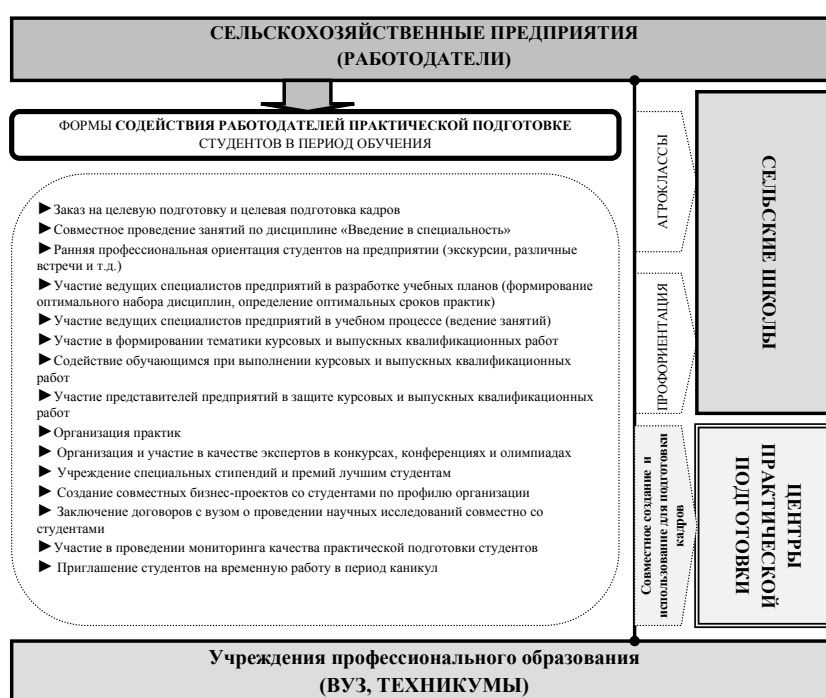 СЕЛЬСКОХОЗЯЙСТВЕННЫЕ ПРЕДПРИЯТИЯ
(РАБОТОДАТЕЛИ)
ФОРМЫ СОДЕЙСТВИЯ РАБОТОДАТЕЛЕЙ ПРАКТИЧЕСКОЙ ПОДГОТОВКЕ
СТУДЕНТОВ В ПЕРИОД ОБУЧЕНИЯ
►Заказ на целевую подготовку и целевая подготовка кадров
►Совместное проведение занятий по дисциплине «Введение в специальность»
►Ранняя профессиональная ориентация студентов на предприятии (экскурсии, различные
встречи и т.д.)
►Участие ведущих специалистов предприятий в разработке учебных планов (формирование
оптимального набора дисциплин, определение оптимальных сроков практик)
►Участие ведущих специалистов предприятий в учебном процессе (ведение занятий)
►Участие в формировании тематики курсовых и выпускных квалификационных работ
►Содействие обучающимся при выполнении курсовых и выпускных квалификационных
работ
►Участие представителей предприятий в защите курсовых и выпускных квалификационных
работ
►Организация практик
► Организация и участие в качестве экспертов в конкурсах, конференциях и олимпиадах
► Учреждение специальных стипендий и премий лучшим студентам
► Создание совместных бизнес-проектов со студентами по профилю организации
► Заключение договоров с вузом о проведении научных исследований совместно со
студентами
►Участие в проведении мониторинга качества практической подготовки студентов
► Приглашение студентов на временную работу в период каникул
АГРОКЛАССЫ
ПРОФОРИЕНТАЦИЯ
СЕЛЬСКИЕ ШКОЛЫ
Совместное создание и
использование для подготовки
кадров
ЦЕНТРЫ
ПРАКТИЧЕСКОЙ
ПОДГОТОВКИ
Учреждения профессионального образования
(ВУЗ, ТЕХНИКУМЫ)